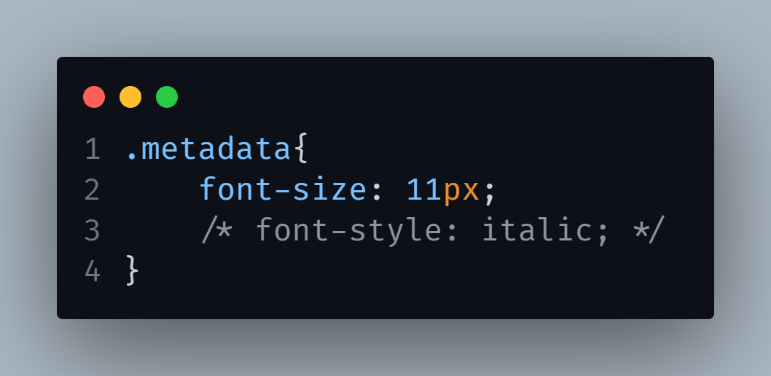 1 .metadata{
2     font-size: 11px;
3     /* font-style: italic; */
4 }